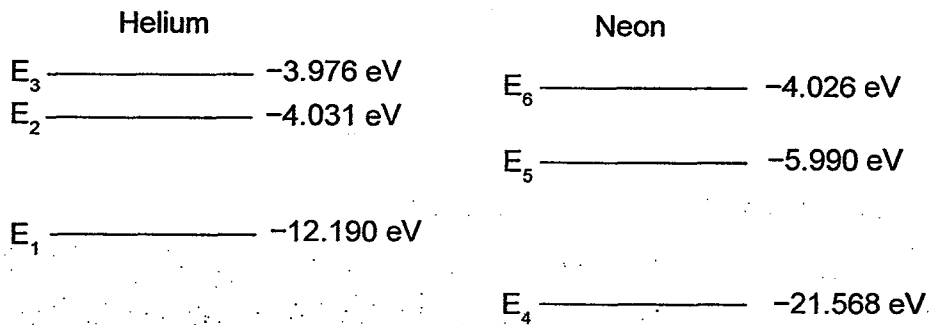 Helium
E₃ −3.976 eV
E₂ −4.031 eV
E₁ −12.190 eV
Neon
E₆ −4.026 eV
E₅ −5.990 eV
E₄ −21.568 eV